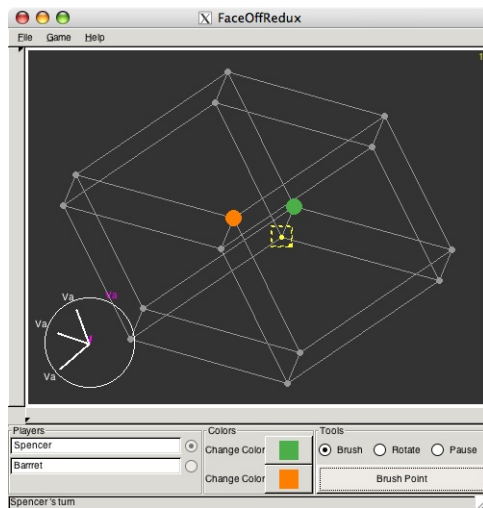 FaceOffRedux
File Game Help
1
Va
Va
Va
Va
Players
Colors
Tools
Spencer
Change Color
Brush Rotate Pause
Barrret
Change Color
Brush Point
Spencer's turn